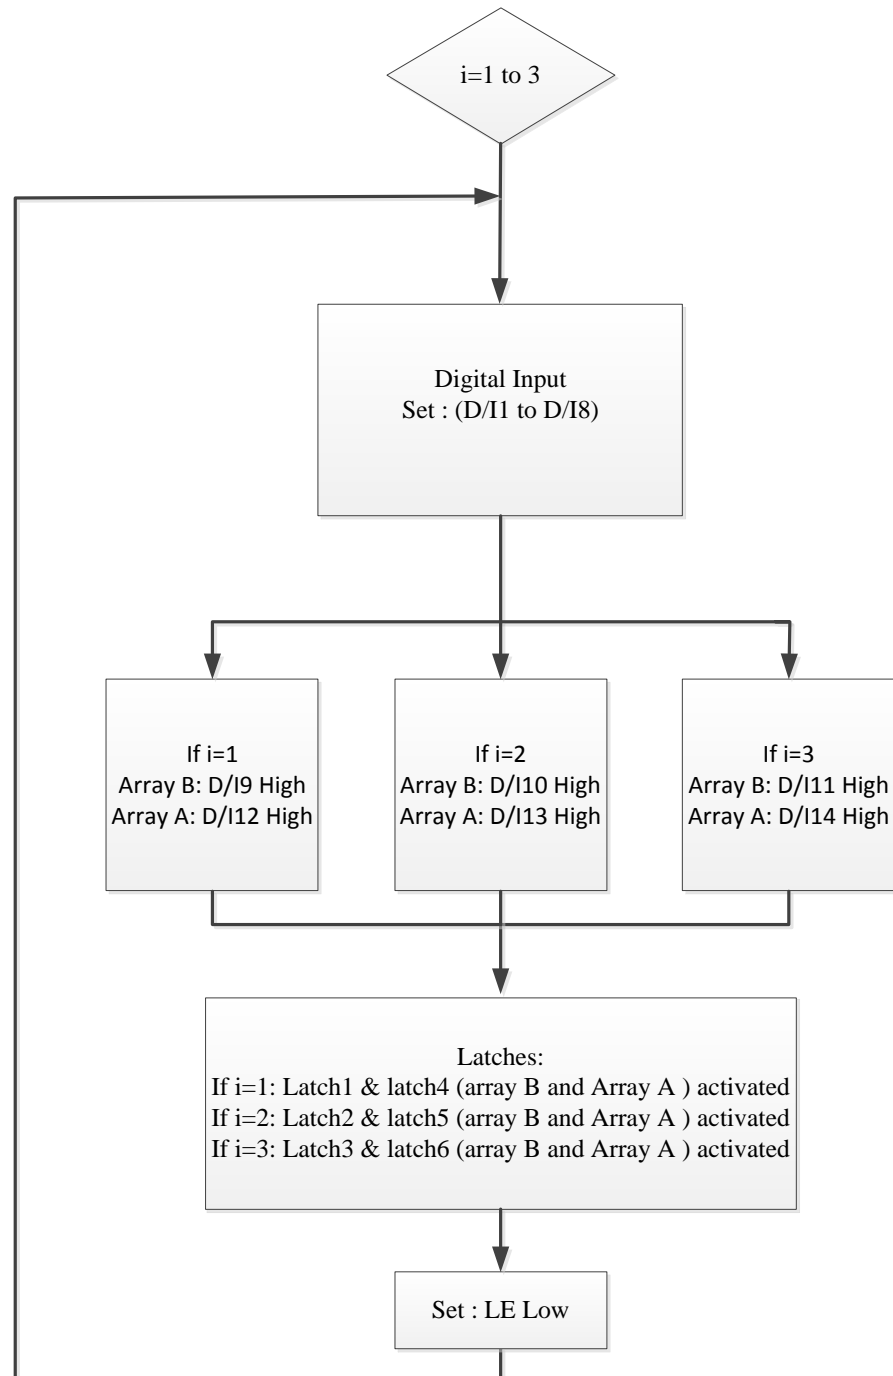 i=1 to 3
Digital Input
Set : (D/I1 to D/I8)
If i=1
Array B: D/I9 High
Array A: D/I12 High
If i=2
Array B: D/I10 High
Array A: D/I13 High
If i=3
Array B: D/I11 High
Array A: D/I14 High
Latches:
If i=1: Latch1 & latch4 (array B and Array A ) activated
If i=2: Latch2 & latch5 (array B and Array A ) activated
If i=3: Latch3 & latch6 (array B and Array A ) activated
Set : LE Low